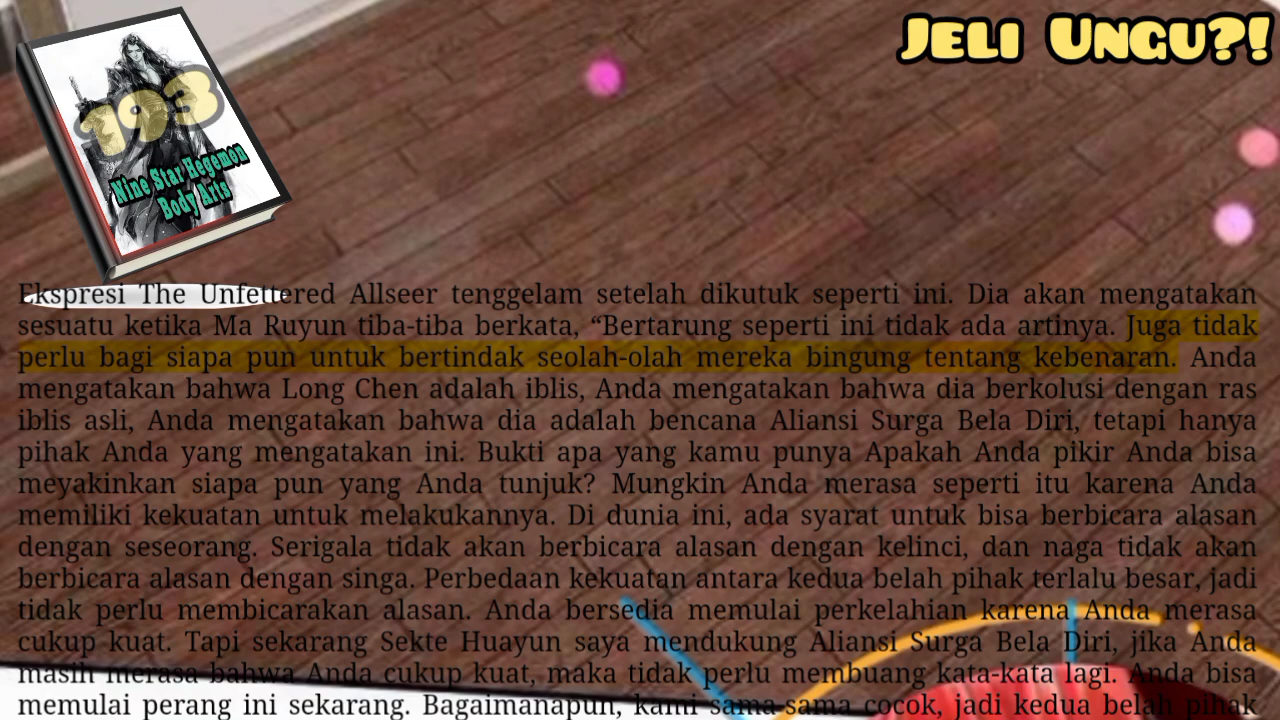 Jeli Ungu?!
193
Nine Star Hegemon
Body Arts
Ekspresi The Unfettered Allseer tenggelam setelah dikutuk seperti ini. Dia akan mengatakan
sesuatu ketika Ma Ruyun tiba-tiba berkata, “Bertarung seperti ini tidak ada artinya. Juga tidak
perlu bagi siapa pun untuk bertindak seolah-olah mereka bingung tentang kebenaran. Anda
mengatakan bahwa Long Chen adalah iblis, Anda mengatakan bahwa dia berkolusi dengan ras
iblis asli, Anda mengatakan bahwa dia adalah bencana Aliansi Surga Bela Diri, tetapi hanya
pihak Anda yang mengatakan ini. Bukti apa yang kamu punya Apakah Anda pikir Anda bisa
meyakinkan siapa pun yang Anda tunjuk? Mungkin Anda merasa seperti itu karena Anda
memiliki kekuatan untuk melakukannya. Di dunia ini, ada syarat untuk bisa berbicara alasan
dengan seseorang. Serigala tidak akan berbicara alasan dengan kelinci, dan naga tidak akan
berbicara alasan dengan singa. Perbedaan kekuatan antara kedua belah pihak terlalu besar, jadi
tidak perlu membicarakan alasan. Anda bersedia memulai perkelahian karena Anda merasa
cukup kuat. Tapi sekarang Sekte Huayun saya mendukung Aliansi Surga Bela Diri, jika Anda
masih merasa bahwa Anda cukup kuat, maka tidak perlu membuang kata-kata lagi. Anda bisa
memulai perang ini sekarang. Bagaimanapun, kami sama-sama cocok, jadi kedua belah pihak